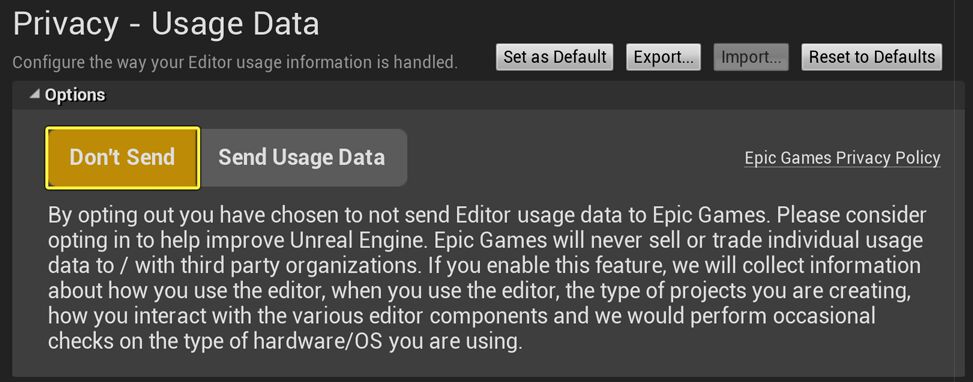 Privacy - Usage Data
Configure the way your Editor usage information is handled.
Set as Default
Export...
Import...
Reset to Defaults
Options
Don't Send
Send Usage Data
Epic Games Privacy Policy
By opting out you have chosen to not send Editor usage data to Epic Games. Please consider
opting in to help improve Unreal Engine. Epic Games will never sell or trade individual usage
data to / with third party organizations. If you enable this feature, we will collect information
about how you use the editor, when you use the editor, the type of projects you are creating,
how you interact with the various editor components and we would perform occasional
checks on the type of hardware/OS you are using.